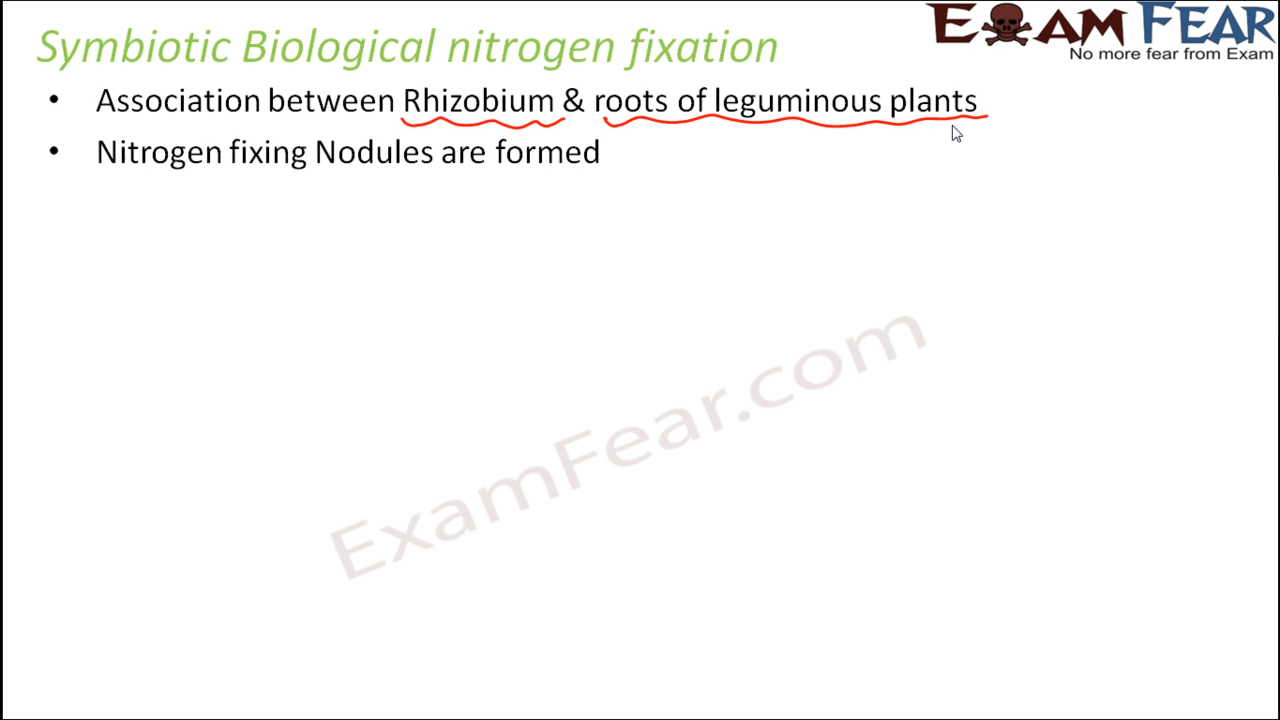 Symbiotic Biological nitrogen fixation
EXAM FEAR
No more fear from Exam
• Association between Rhizobium & roots of leguminous plants
• Nitrogen fixing Nodules are formed
ExamFear.com